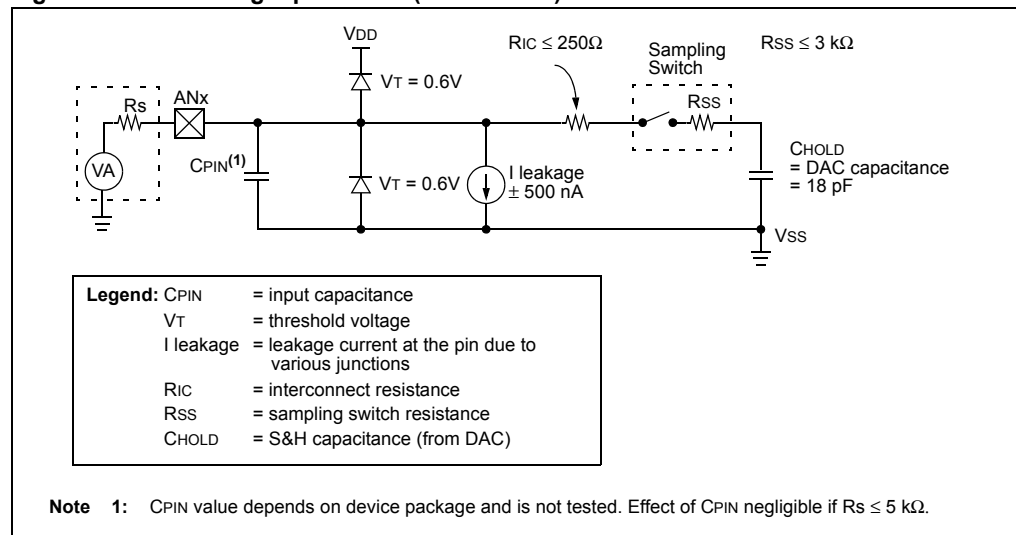 VDD
RIC ≤ 250Ω
Sampling
Switch
RSS ≤ 3 kΩ
VT = 0.6V
Rs
ANx
RSS
VA
CPIN(1)
VT = 0.6V
I leakage
± 500 nA
CHOLD
= DAC capacitance
= 18 pF
VSS
Legend: CPIN = input capacitance
VT = threshold voltage
I leakage = leakage current at the pin due to
various junctions
RIC = interconnect resistance
RSS = sampling switch resistance
CHOLD = S&H capacitance (from DAC)
Note 1: CPIN value depends on device package and is not tested. Effect of CPIN negligible if Rs ≤ 5 kΩ.